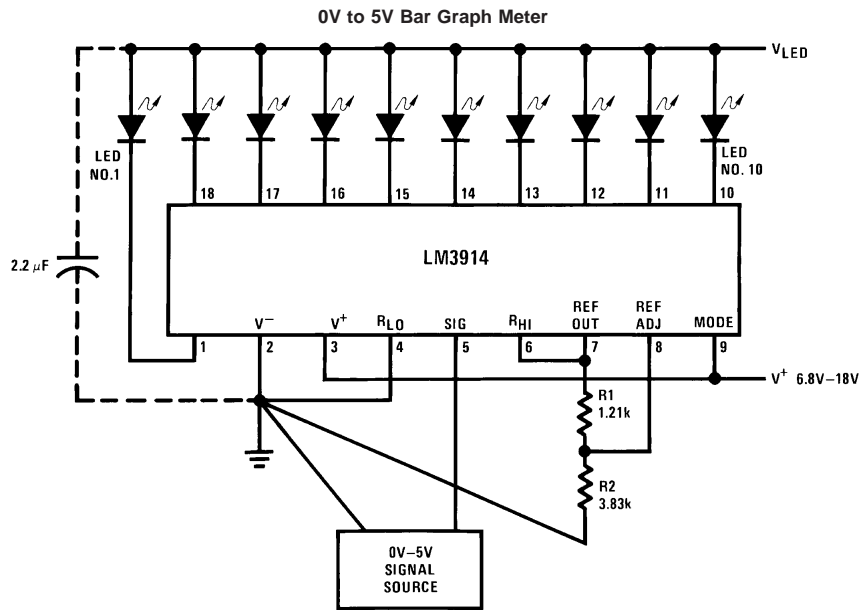 0V to 5V Bar Graph Meter
V LED
LED
NO.1
LED
NO. 10
18 17 16 15 14 13 12 11 10
2.2 µF
LM3914
V− V+ RLO SIG RHI REF OUT REF ADJ MODE
1 2 3 4 5 6 7 8 9
V+ 6.8V–18V
R1
1.21k
R2
3.83k
0V–5V
SIGNAL
SOURCE